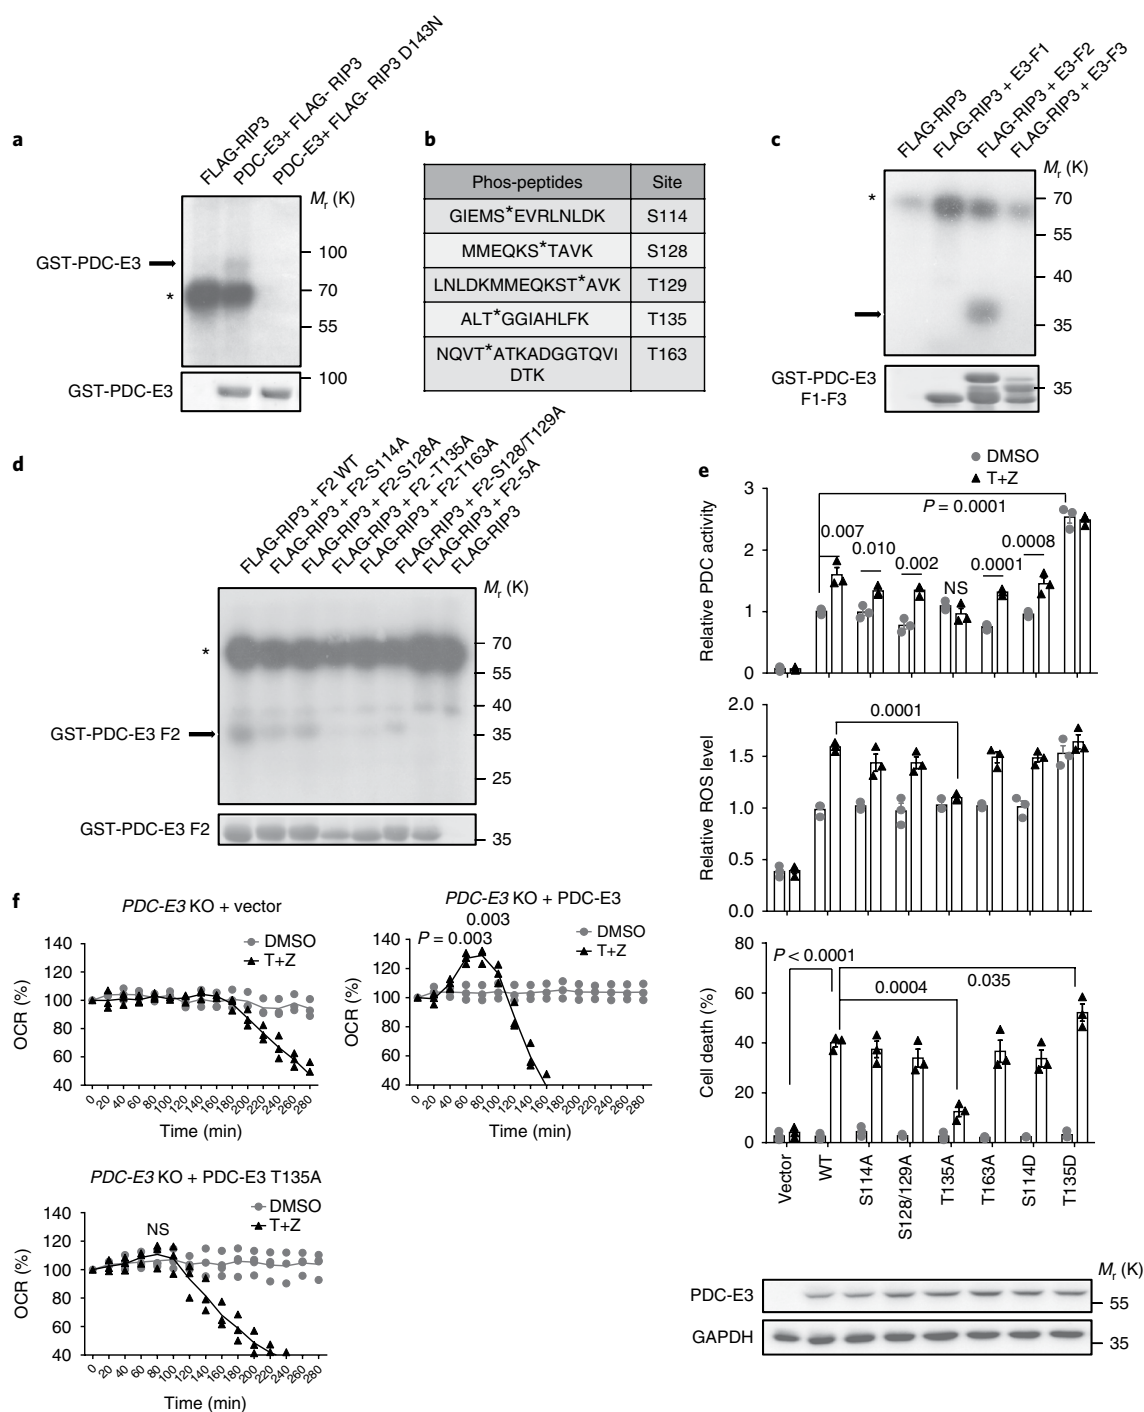 a
FLAG-RIP3
PDC-E3+ FLAG- RIP3
PDC-E3+ FLAG- RIP3 D143N
Mr (K)
GST-PDC-E3
100
*
70
55
GST-PDC-E3
100
b
Phos-peptides Site
GIEMS*EVRLNLDK S114
MMEQKS*TAVK S128
LNLDKMMEQKST*AVK T129
ALT*GGIAHLFK T135
NQVT*ATKADGGTQVI T163
DTK
c
FLAG-RIP3
FLAG-RIP3 + E3-F1
FLAG-RIP3 + E3-F2
FLAG-RIP3 + E3-F3
Mr (K)
*
70
55
40
35
GST-PDC-E3
F1-F3
35
d
FLAG-RIP3 + F2 WT
FLAG-RIP3 + F2-S114A
FLAG-RIP3 + F2-S128A
FLAG-RIP3 + F2 -T135A
FLAG-RIP3 + F2-T163A
FLAG-RIP3 + F2-S128/T129A
FLAG-RIP3 + F2-5A
FLAG-RIP3
Mr (K)
*
70
55
40
GST-PDC-E3 F2
35
25
GST-PDC-E3 F2
35
e
DMSO
T+Z
Relative PDC activity
3
2
1
0
P = 0.0001
0.007
0.010
0.002
NS
0.0001
0.0008
Relative ROS level
2.0
1.5
1.0
0.5
0.0
0.0001
Cell death (%)
80
60
40
20
0
P < 0.0001
0.0004
0.035
Vector
WT
S114A
S128/129A
T135A
T163A
S114D
T135D
Mr (K)
PDC-E3
55
GAPDH
35
f
PDC-E3 KO + vector
DMSO
T+Z
OCR (%)
140
120
100
80
60
40
0 20 40 60 80 100 120 140 160 180 200 220 240 260 280
Time (min)
PDC-E3 KO + PDC-E3
0.003
P = 0.003
DMSO
T+Z
OCR (%)
140
120
100
80
60
40
0 20 40 60 80 100 120 140 160 180 200 220 240 260 280
Time (min)
PDC-E3 KO + PDC-E3 T135A
DMSO
T+Z
NS
OCR (%)
140
120
100
80
60
40
0 20 40 60 80 100 120 140 160 180 200 220 240 260 280
Time (min)